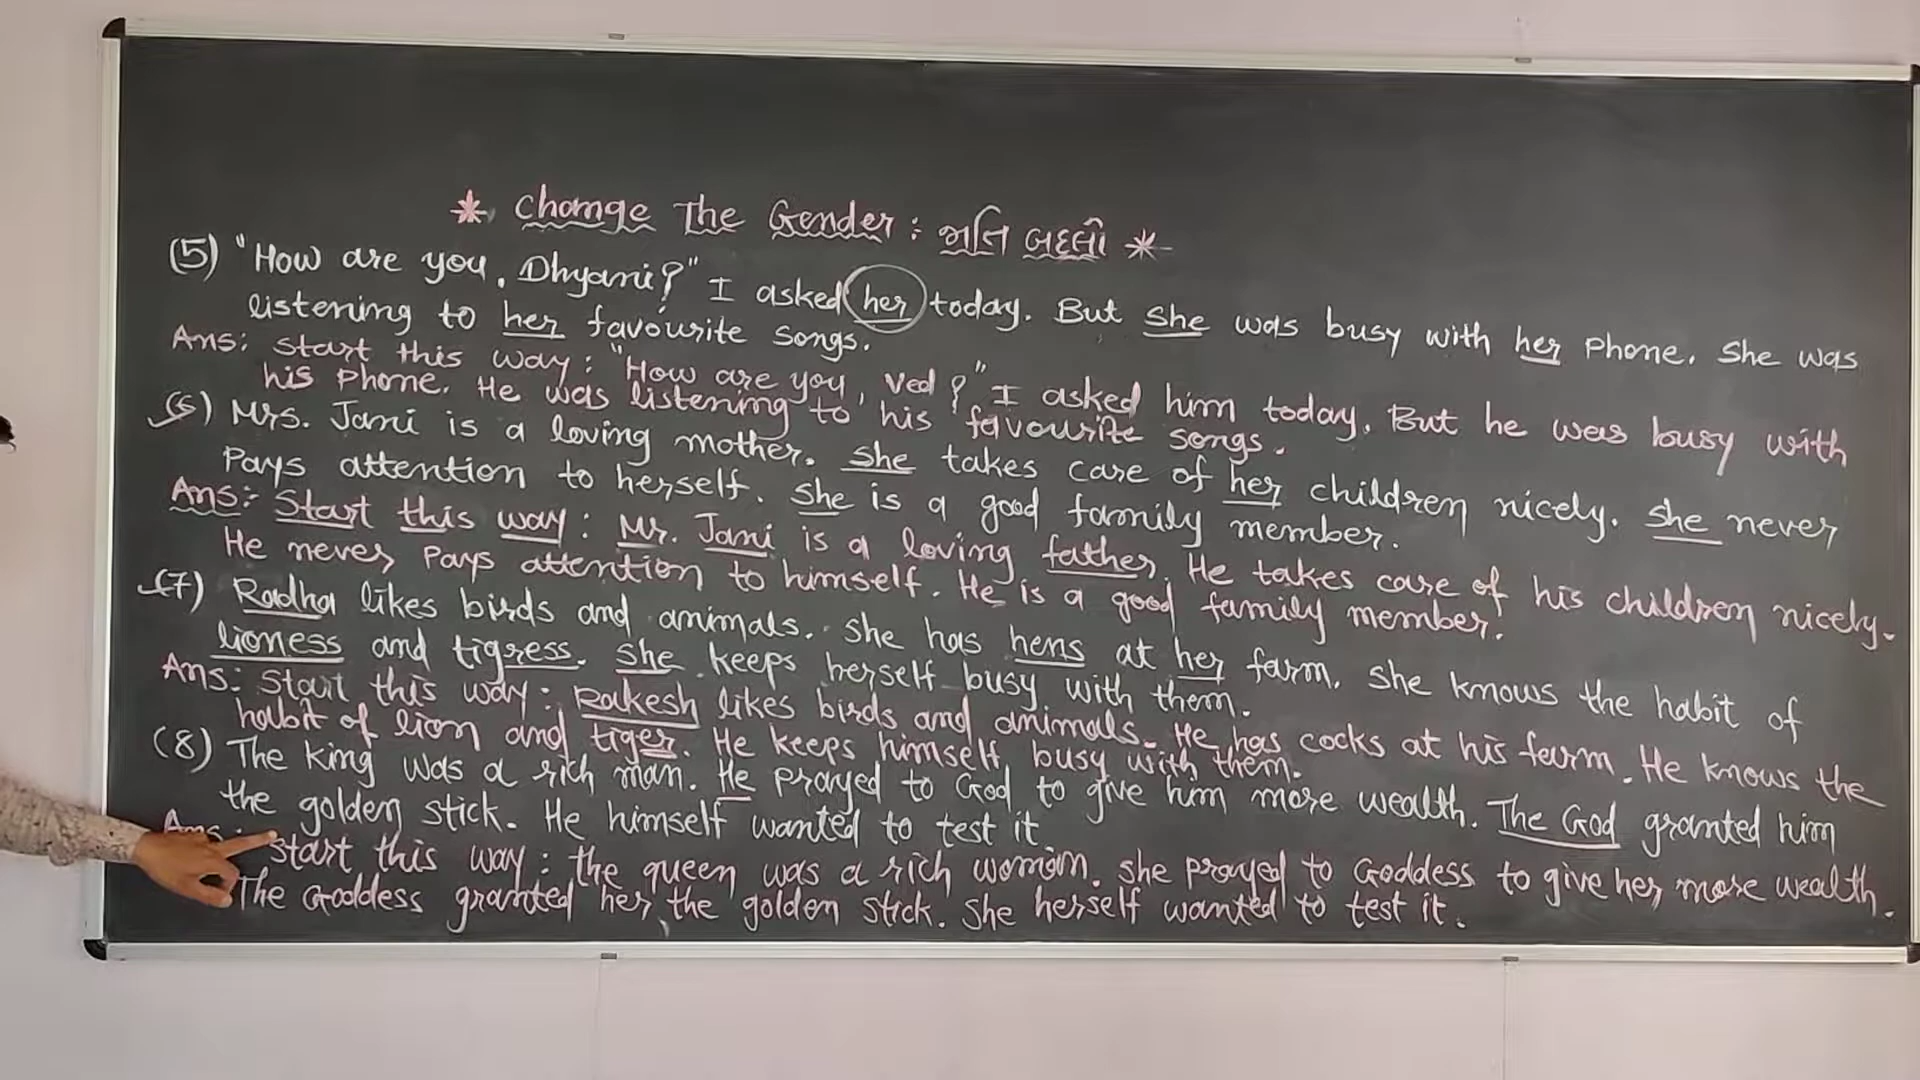 * Change The Gender : જાતિ બદલો *
(5) "How are you, Dhyani?" I asked her today. But she was busy with her phone. She was
listening to her favourite songs.
Ans: Start this way : "How are you, Ved ?" I asked him today. But he was busy with
his phone. He was listening to his favourite songs.
(6) Mrs. Jani is a loving mother. She takes care of her children nicely. She never
pays attention to herself. She is a good family member.
Ans:- Start this way : Mr. Jani is a loving father. He takes care of his children nicely.
He never pays attention to himself. He is a good family member.
(7) Radha likes birds and animals. She has hens at her farm. She knows the habit of
lioness and tigress. She keeps herself busy with them.
Ans: Start this way : Rakesh likes birds and animals. He has cocks at his farm. He knows the
habit of lion and tiger. He keeps himself busy with them.
(8) The king was a rich man. He prayed to God to give him more wealth. The God granted him
the golden stick. He himself wanted to test it
Ans: Start this way : the queen was a rich woman. She prayed to Goddess to give her more wealth.
The Goddess granted her the golden stick. She herself wanted to test it.